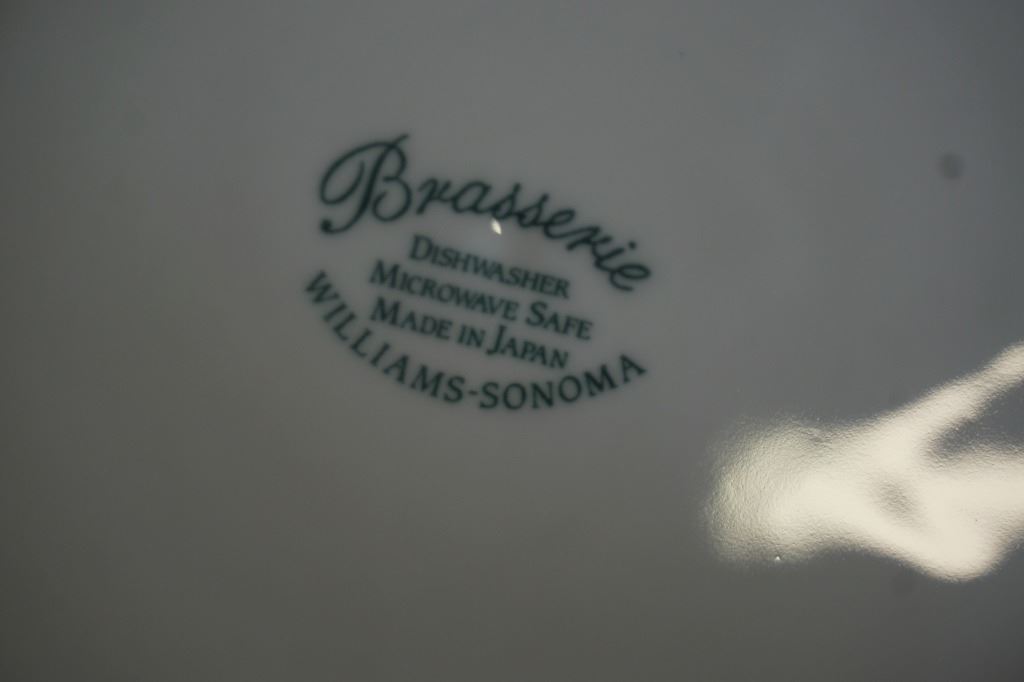 Brasserie
DISHWASHER
MICROWAVE SAFE
MADE IN JAPAN
WILLIAMS-SONOMA